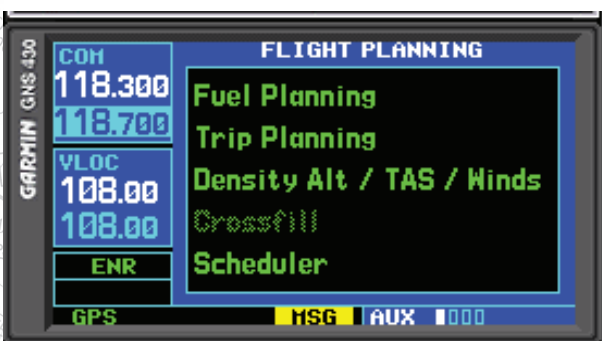 GARMIN GNS 430
COM
118.300
118.700
VLOC
108.00
108.00
ENR
GPS
FLIGHT PLANNING
Fuel Planning
Trip Planning
Density Alt / TAS / Winds
Crossfill
Scheduler
MSG
AUX